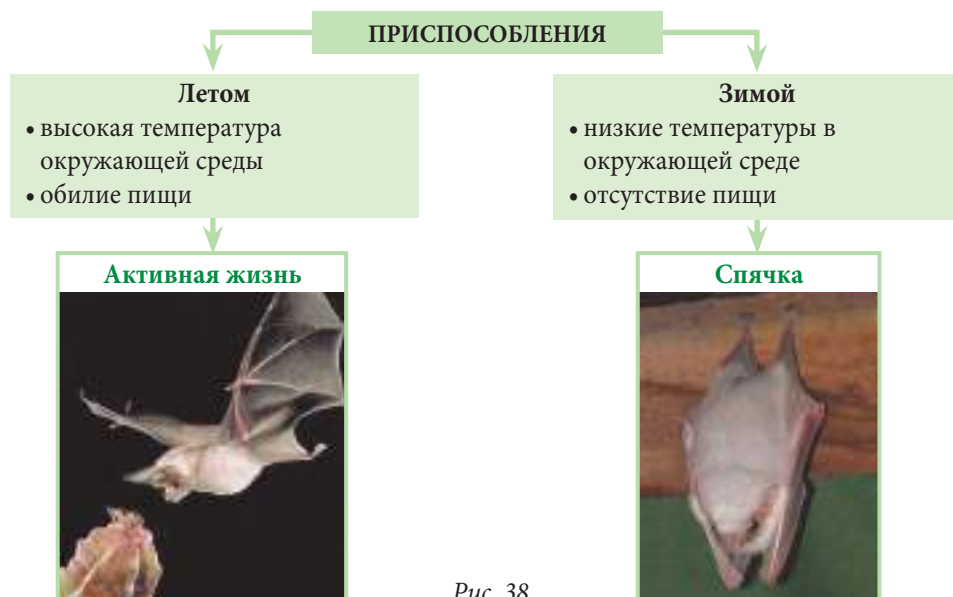 ПРИСПОСОБЛЕНИЯ
Летом
• высокая температура
окружающей среды
• обилие пищи
Зимой
• низкие температуры в
окружающей среде
• отсутствие пищи
Активная жизнь
Спячка
Рис. 38